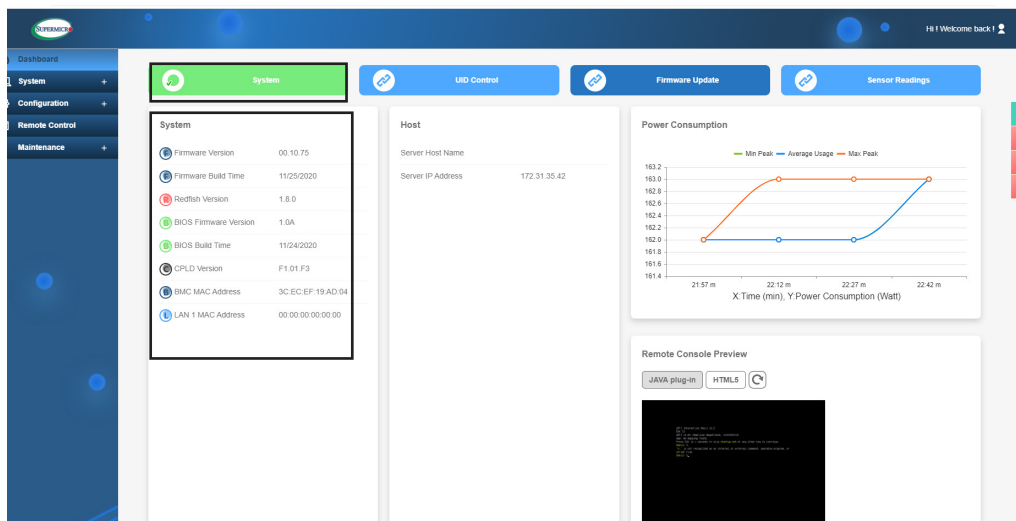 SUPERMICR
Hi ! Welcome back !
Dashboard
System +
Configuration +
Remote Control
Maintenance +
System
UID Control
Firmware Update
Sensor Readings
System
Firmware Version 00.10.75
Firmware Build Time 11/25/2020
Redfish Version 1.8.0
BIOS Firmware Version 1.0A
BIOS Build Time 11/24/2020
CPLD Version F1.01.F3
BMC MAC Address 3C:EC:EF:19:AD:04
LAN 1 MAC Address 00:00:00:00:00:00
Host
Server Host Name
Server IP Address 172.31.35.42
Power Consumption
Min Peak Average Usage Max Peak
163.2
163.0
162.8
162.6
162.4
162.2
162.0
161.8
161.6
161.4
21:57 m 22:12 m 22:27 m 22:42 m
X:Time (min), Y:Power Consumption (Watt)
Remote Console Preview
JAVA plug-in HTML5